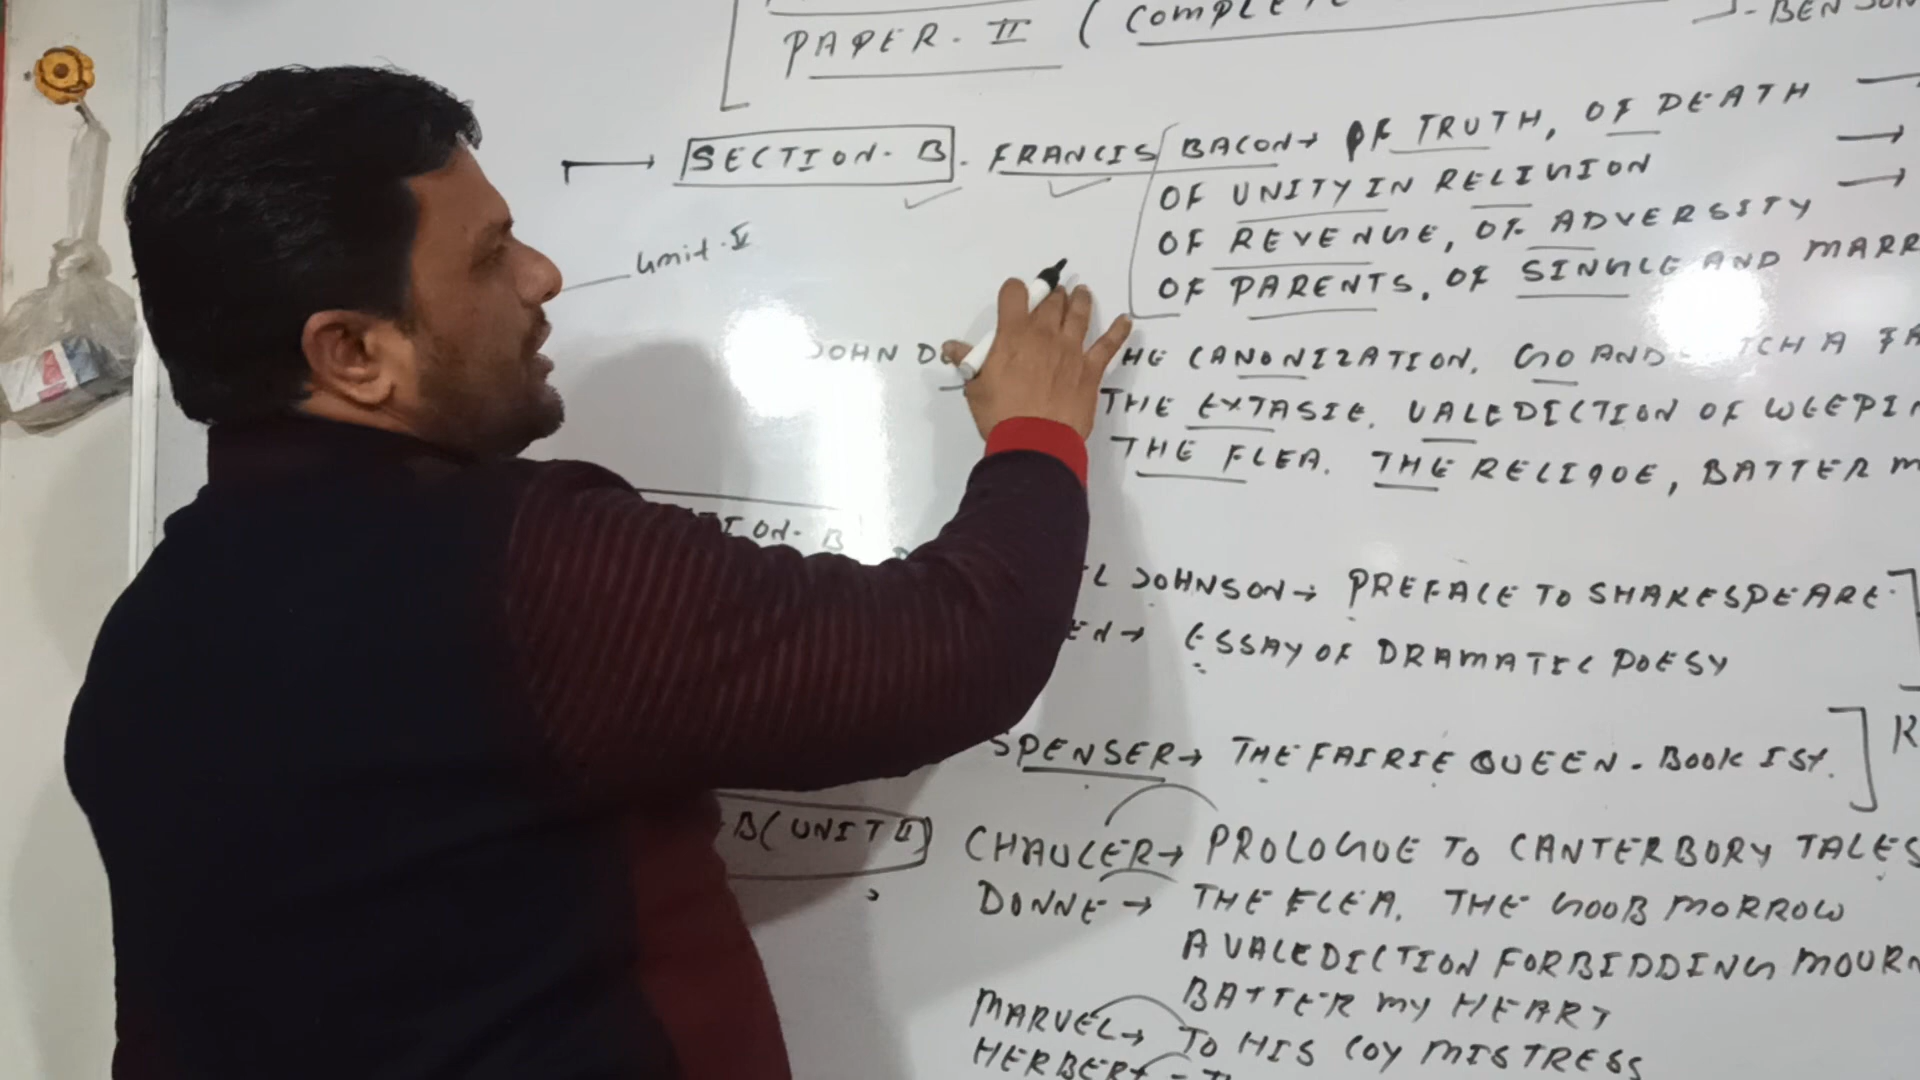 PAPER. II ( COMPLETE
- BEN JON
SECTION. B. FRANCIS BACON→ OF TRUTH, OF DEATH
OF UNITY IN RELIGION
OF REVENGE, OF ADVERSITY
Unit. V
OF PARENTS, OF SINGLE AND MARR
JOHN DO HE CANONIZATION, GO AND TCH A FA
THE EXTASIE. VALEDICTION OF WEEPIN
THE FLEA. THE RELIQUE, BATTER M
TION. B
L JOHNSON→ PREFACE TO SHAKESPEARE.
EN→ ESSAY OF DRAMATIC POESY
SPENSER→ THE FAIRIE QUEEN. BOOK IST.
B(UNIT II) CHAUCER→ PROLOGUE TO CANTERBORY TALES
DONNE→ THE FLEA. THE GOOD MORROW
A VALEDICTION FORBIDDING MOURN
BATTER MY HEART
MARVEL→ TO HIS COY MISTRESS
HERBERT